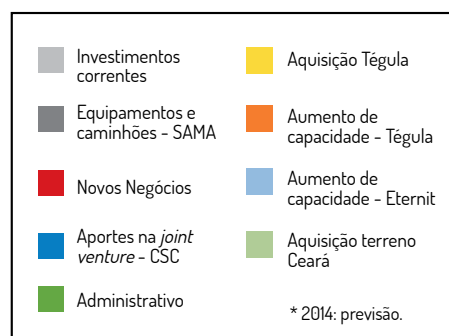 Investimentos
correntes
Equipamentos e
caminhões - SAMA
Novos Negócios
Aportes na joint
venture - CSC
Administrativo
Aquisição Tégula
Aumento de
capacidade - Tégula
Aumento de
capacidade - Eternit
Aquisição terreno
Ceará
* 2014: previsão.